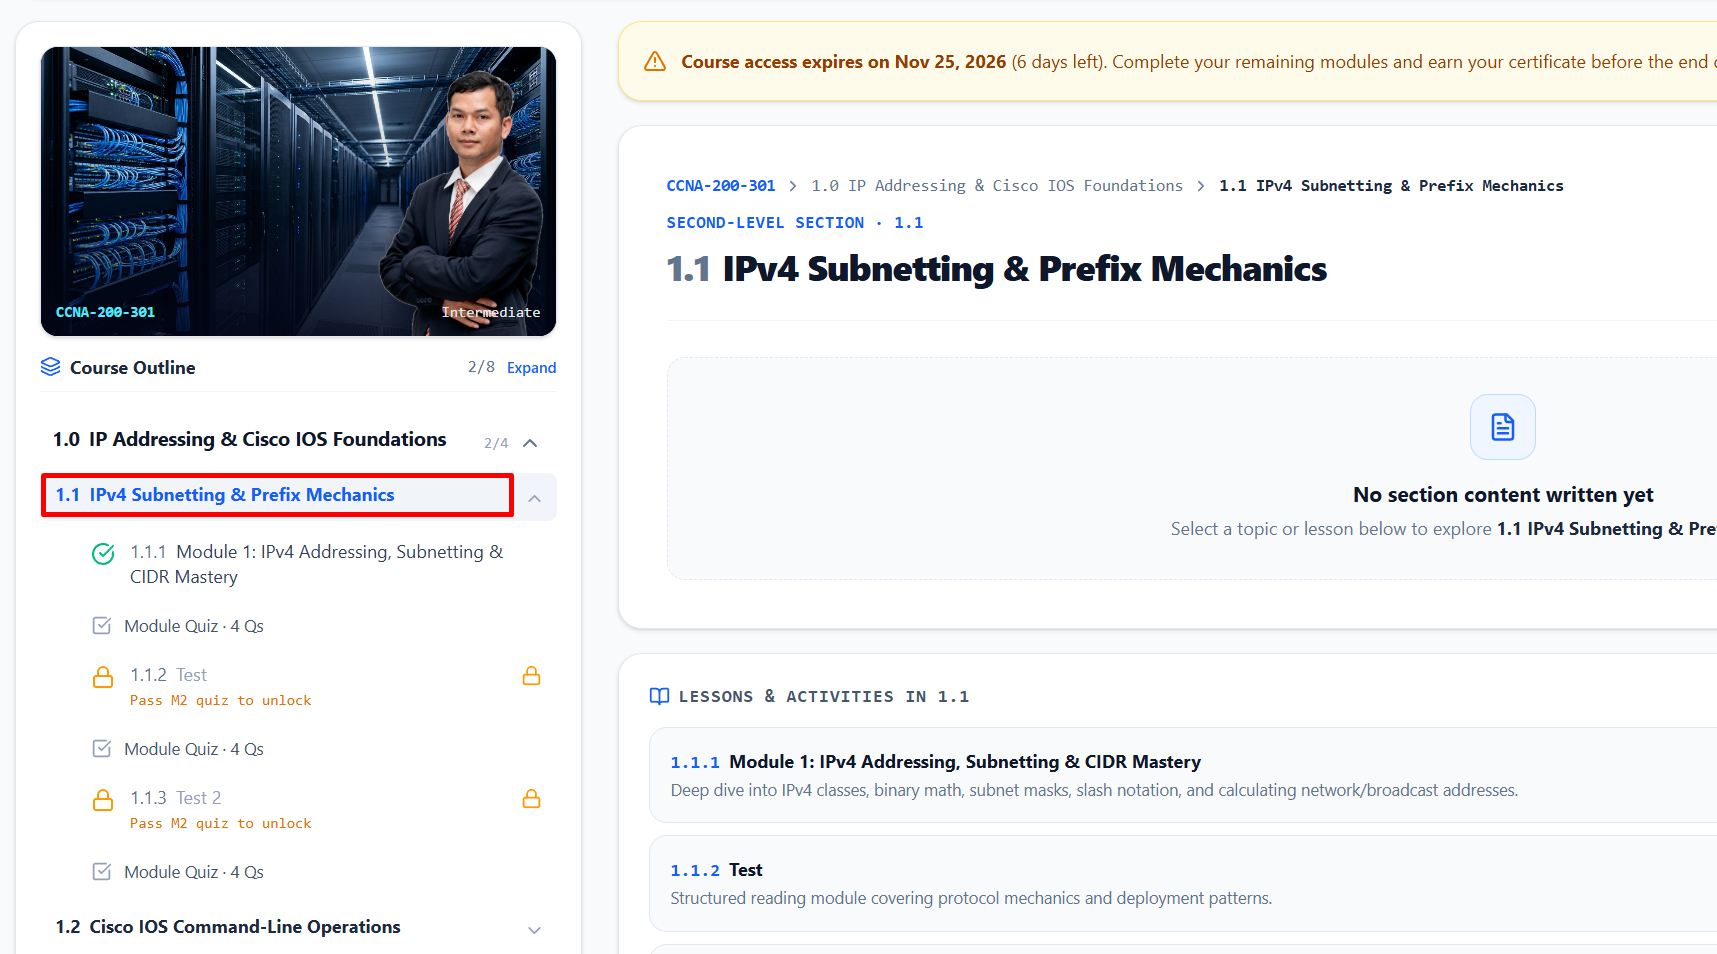 CCNA-200-301
Intermediate
Course Outline
2/8 Expand
1.0 IP Addressing & Cisco IOS Foundations 2/4
1.1 IPv4 Subnetting & Prefix Mechanics
1.1.1 Module 1: IPv4 Addressing, Subnetting &
CIDR Mastery
Module Quiz · 4 Qs
1.1.2 Test
Pass M2 quiz to unlock
Module Quiz · 4 Qs
1.1.3 Test 2
Pass M2 quiz to unlock
Module Quiz · 4 Qs
1.2 Cisco IOS Command-Line Operations
Course access expires on Nov 25, 2026 (6 days left). Complete your remaining modules and earn your certificate before the end
CCNA-200-301 > 1.0 IP Addressing & Cisco IOS Foundations > 1.1 IPv4 Subnetting & Prefix Mechanics
SECOND-LEVEL SECTION · 1.1
1.1 IPv4 Subnetting & Prefix Mechanics
No section content written yet
Select a topic or lesson below to explore 1.1 IPv4 Subnetting & Pre
LESSONS & ACTIVITIES IN 1.1
1.1.1 Module 1: IPv4 Addressing, Subnetting & CIDR Mastery
Deep dive into IPv4 classes, binary math, subnet masks, slash notation, and calculating network/broadcast addresses.
1.1.2 Test
Structured reading module covering protocol mechanics and deployment patterns.